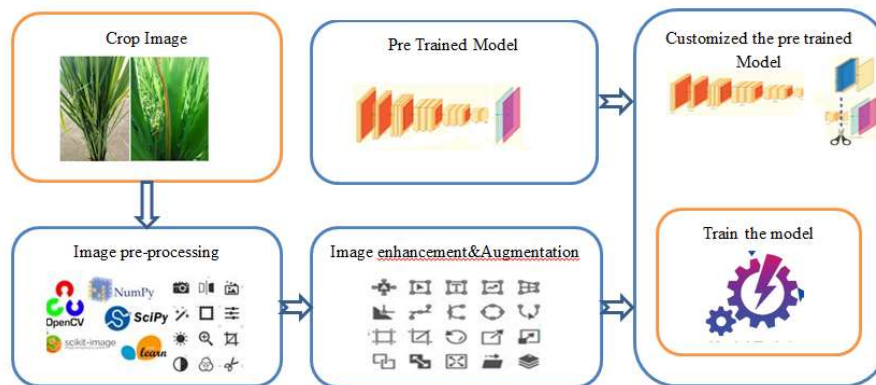 Crop Image
Pre Trained Model
Customized the pre trained
Model
Image pre-processing
Image enhancement&Augmentation
Train the model
NumPy
OpenCV
SciPy
scikit-image
learn
T